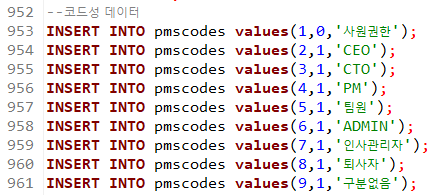 952 --코드성 데이터
953 INSERT INTO pmscodes values(1,0,'사원권한');
954 INSERT INTO pmscodes values(2,1,'CEO');
955 INSERT INTO pmscodes values(3,1,'CTO');
956 INSERT INTO pmscodes values(4,1,'PM');
957 INSERT INTO pmscodes values(5,1,'팀원');
958 INSERT INTO pmscodes values(6,1,'ADMIN');
959 INSERT INTO pmscodes values(7,1,'인사관리자');
960 INSERT INTO pmscodes values(8,1,'퇴사자');
961 INSERT INTO pmscodes values(9,1,'구분없음');